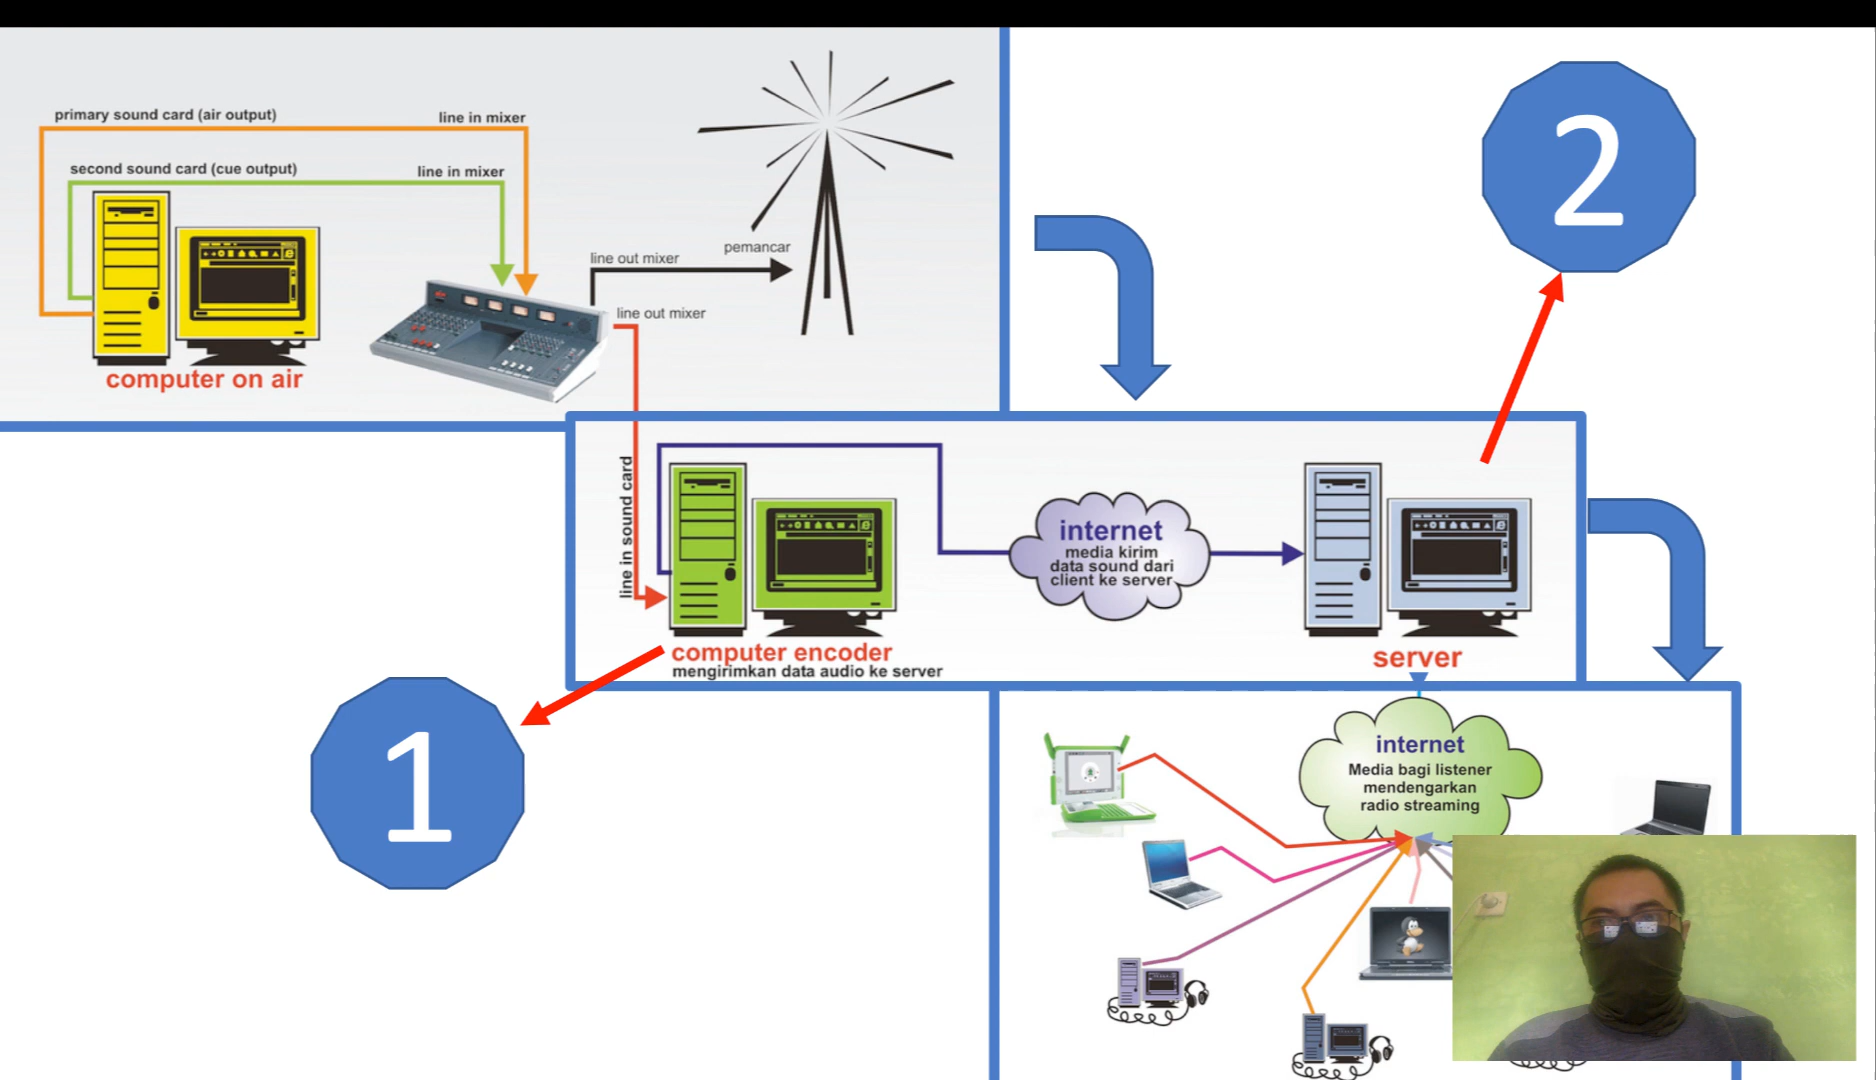 primary sound card (air output)
line in mixer
second sound card (cue output)
line in mixer
pemancar
line out mixer
line out mixer
computer on air
2
line in sound card
internet
media kirim
data sound dari
client ke server
computer encoder
mengirimkan data audio ke server
server
1
internet
Media bagi listener
mendengarkan
radio streaming